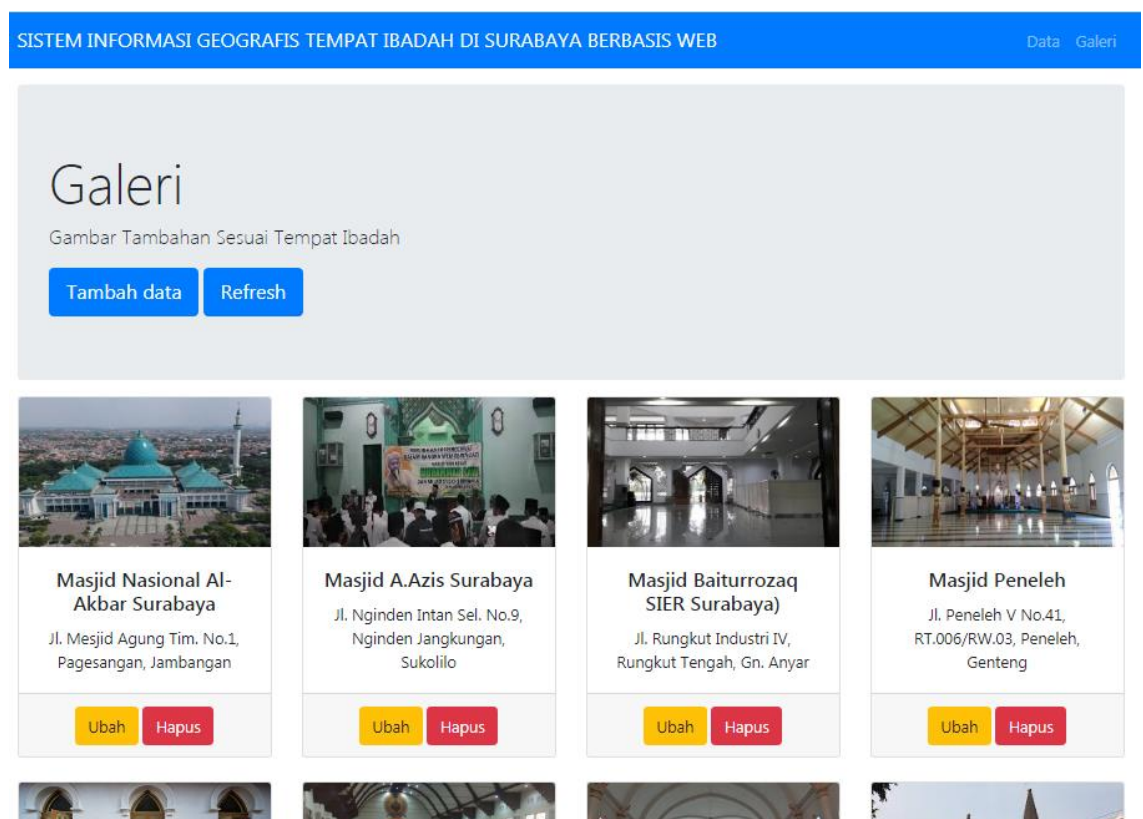 SISTEM INFORMASI GEOGRAFIS TEMPAT IBADAH DI SURABAYA BERBASIS WEB
Data Galeri
Galeri
Gambar Tambahan Sesuai Tempat Ibadah
Tambah data Refresh
Masjid Nasional Al-
Akbar Surabaya
Jl. Mesjid Agung Tim. No.1,
Pagesangan, Jambangan
Ubah Hapus
Masjid A.Azis Surabaya
Jl. Nginden Intan Sel. No.9,
Nginden Jangkungan,
Sukolilo
Ubah Hapus
Masjid Baiturrozaq
SIER Surabaya)
Jl. Rungkut Industri IV,
Rungkut Tengah, Gn. Anyar
Ubah Hapus
Masjid Peneleh
Jl. Peneleh V No.41,
RT.006/RW.03, Peneleh,
Genteng
Ubah Hapus